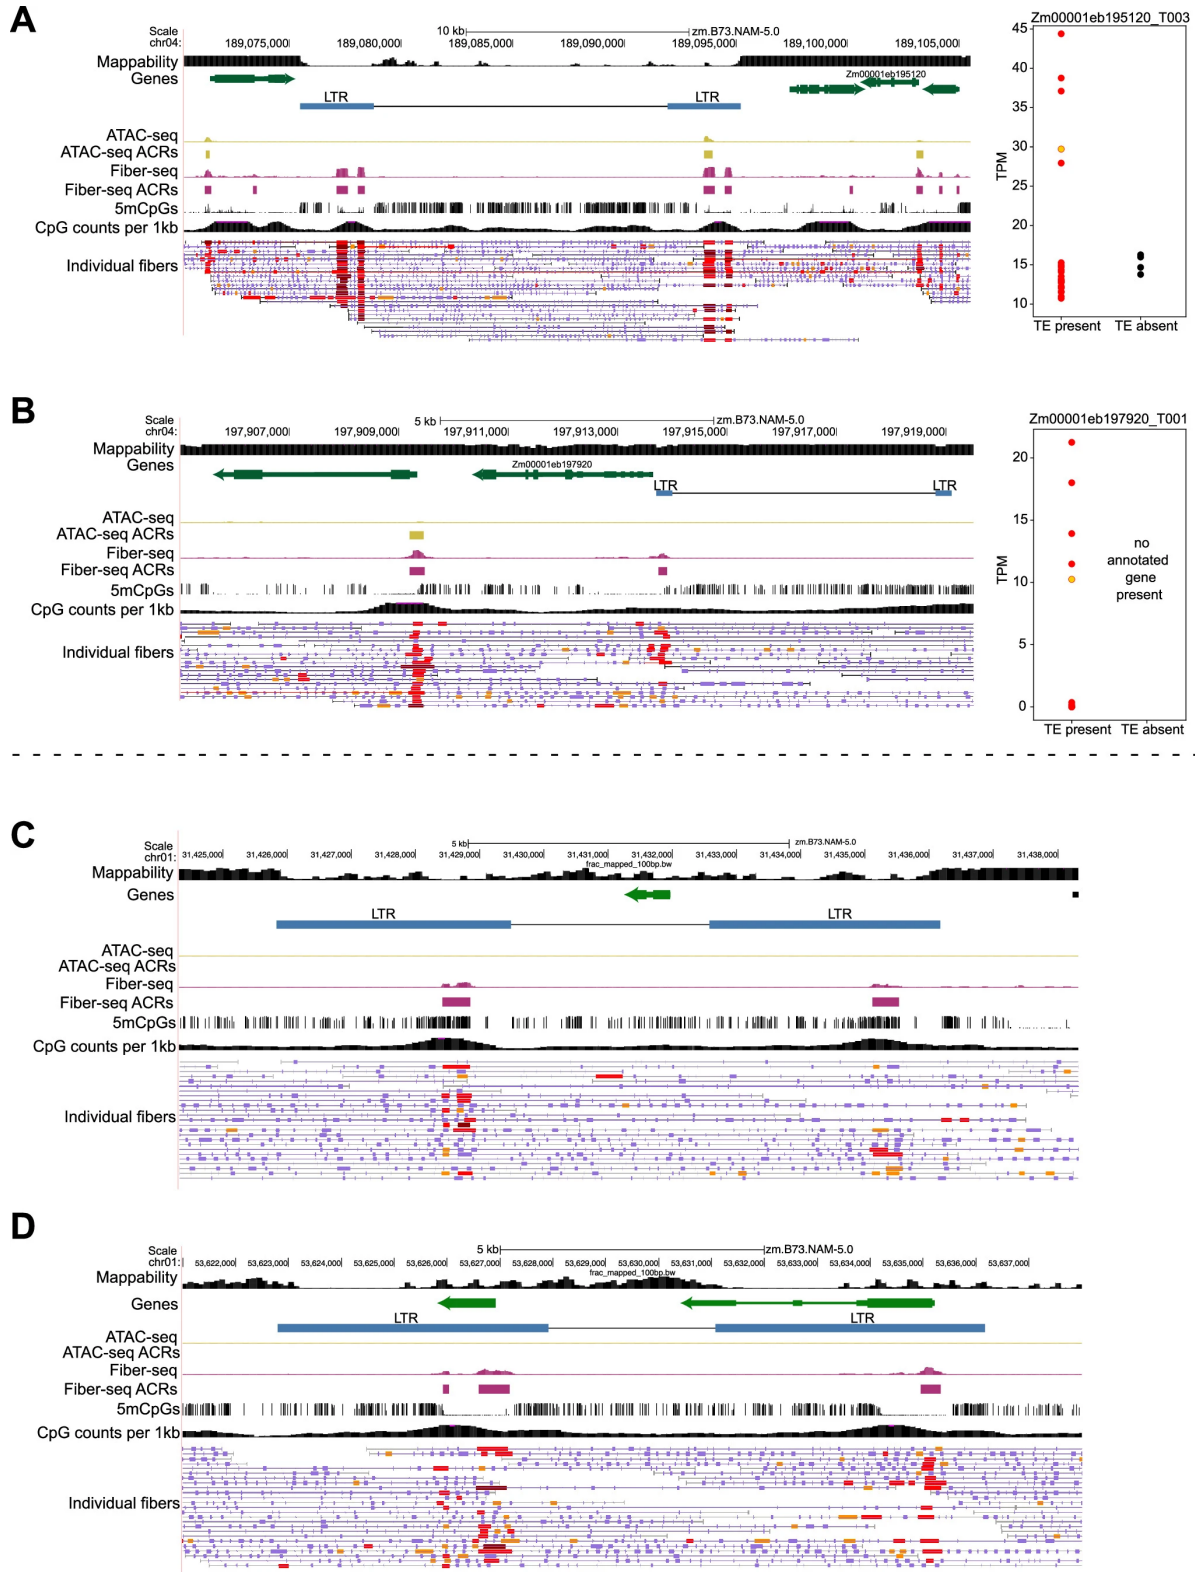 A
Scale
10 kb
zm.B73.NAM-5.0
chr04:
189,075,000
189,080,000
189,085,000
189,090,000
189,095,000
189,100,000
189,105,000
Mappability
Genes
Zm00001eb195120
LTR
LTR
ATAC-seq
ATAC-seq ACRs
Fiber-seq
Fiber-seq ACRs
5mCpGs
CpG counts per 1kb
Individual fibers
Zm00001eb195120_T003
45
40
35
30
25
20
15
10
TPM
TE present
TE absent
B
Scale
5 kb
zm.B73.NAM-5.0
chr04:
197,907,000
197,909,000
197,911,000
197,913,000
197,915,000
197,917,000
197,919,000
Mappability
Genes
Zm00001eb197920
LTR
LTR
ATAC-seq
ATAC-seq ACRs
Fiber-seq
Fiber-seq ACRs
5mCpGs
CpG counts per 1kb
Individual fibers
Zm00001eb197920_T001
20
15
10
5
0
TPM
no
annotated
gene
present
TE present
TE absent
C
Scale
5 kb
zm.B73.NAM-5.0
chr01:
31,425,000
31,426,000
31,427,000
31,428,000
31,429,000
31,430,000
31,431,000
31,432,000
31,433,000
31,434,000
31,435,000
31,436,000
31,437,000
31,438,000
frac_mapped_100bp.bw
Mappability
Genes
LTR
LTR
ATAC-seq
ATAC-seq ACRs
Fiber-seq
Fiber-seq ACRs
5mCpGs
CpG counts per 1kb
Individual fibers
D
Scale
5 kb
zm.B73.NAM-5.0
chr01:
53,622,000
53,623,000
53,624,000
53,625,000
53,626,000
53,627,000
53,628,000
53,629,000
53,630,000
53,631,000
53,632,000
53,633,000
53,634,000
53,635,000
53,636,000
53,637,000
frac_mapped_100bp.bw
Mappability
Genes
LTR
LTR
ATAC-seq
ATAC-seq ACRs
Fiber-seq
Fiber-seq ACRs
5mCpGs
CpG counts per 1kb
Individual fibers